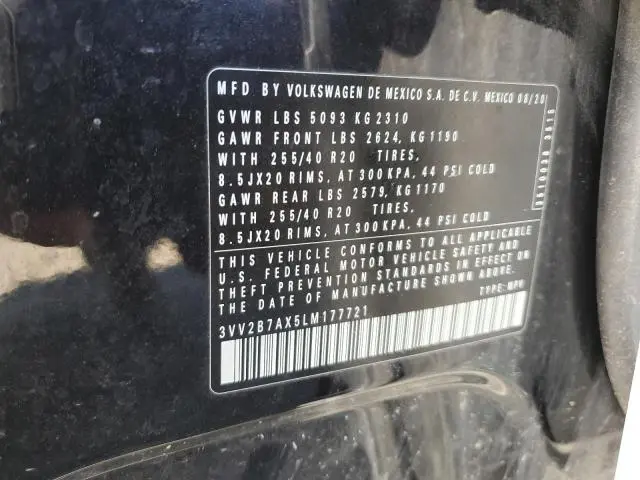 MFD BY VOLKSWAGEN DE MEXICO S.A. DE C.V. MEXICO 08/20
GVWR LBS 5093 KG 2310
GAWR FRONT LBS 2624, KG 1190
WITH 255/40 R20 TIRES,
8.5JX20 RIMS, AT 300 KPA, 44 PSI COLD
GAWR REAR LBS 2579, KG 1170
WITH 255/40 R20 TIRES,
8.5JX20 RIMS, AT 300 KPA, 44 PSI COLD
THIS VEHICLE CONFORMS TO ALL APPLICABLE
U.S. FEDERAL MOTOR VEHICLE SAFETY AND
THEFT PREVENTION STANDARDS IN EFFECT ON
THE DATE OF MANUFACTURE SHOWN ABOVE.
3VV2B7AX5LM177721 TYPE: MPV